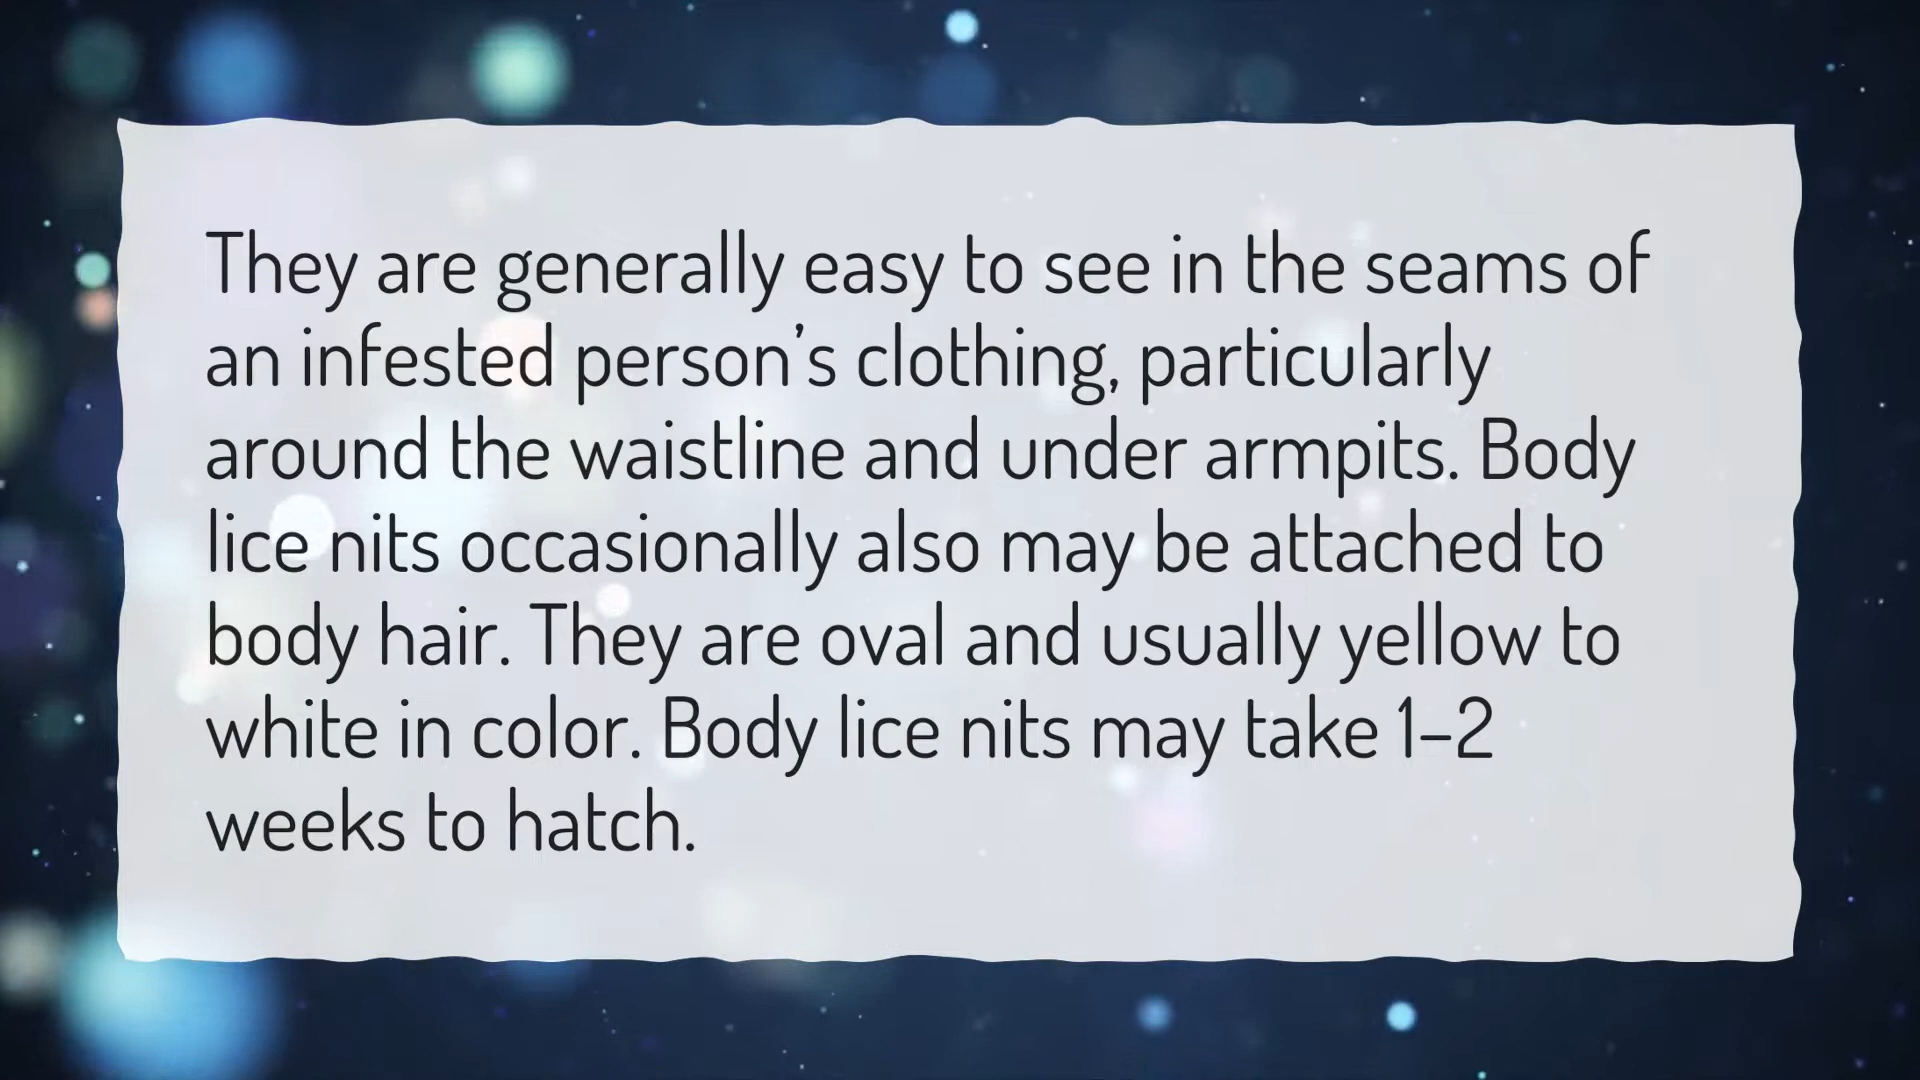 They are generally easy to see in the seams of
an infested person’s clothing, particularly
around the waistline and under armpits. Body
lice nits occasionally also may be attached to
body hair. They are oval and usually yellow to
white in color. Body lice nits may take 1–2
weeks to hatch.